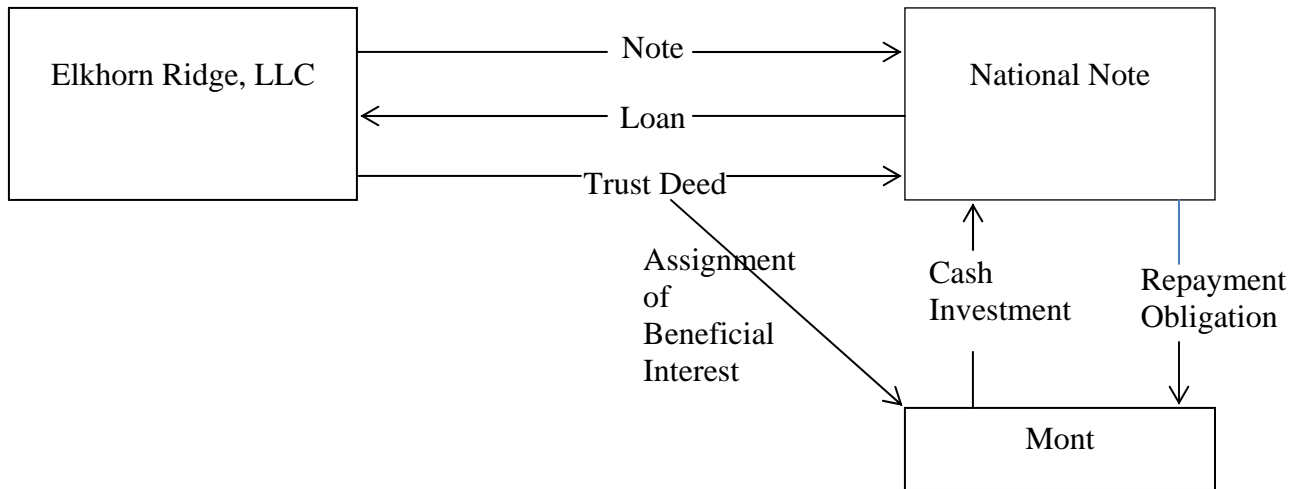 Elkhorn Ridge, LLC
Note
National Note
Loan
Trust Deed
Assignment
of
Beneficial
Interest
Cash
Investment
Repayment
Obligation
Mont